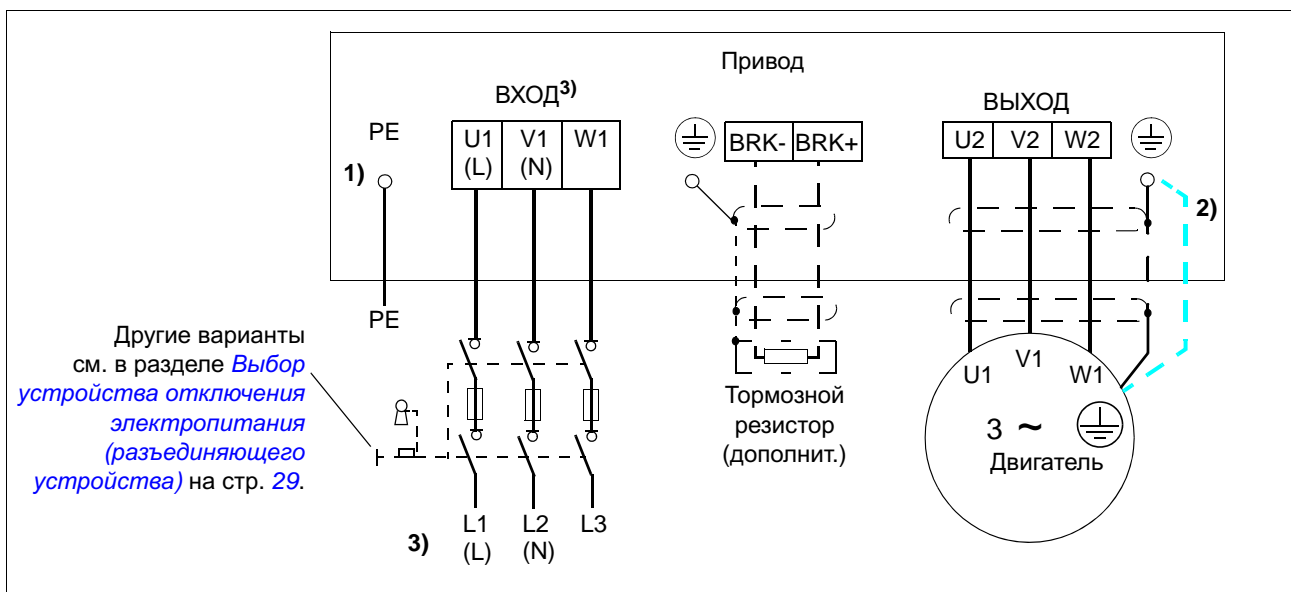 Привод
ВХОД3)
ВЫХОД
PE
U1
(L)
V1
(N)
W1
BRK-
BRK+
U2
V2
W2
1)
2)
PE
Другие варианты
см. в разделе Выбор
устройства отключения
электропитания
(разъединяющего
устройства) на стр. 29.
Тормозной
резистор
(дополнит.)
U1
V1
W1
3 ~
Двигатель
3)
L1
(L)
L2
(N)
L3